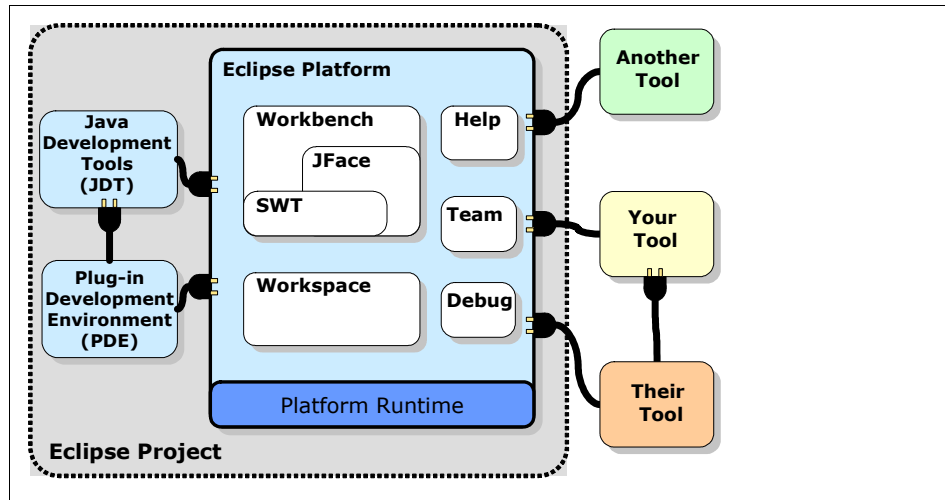 Eclipse Platform
Workbench
JFace
SWT
Workspace
Help
Team
Debug
Platform Runtime
Java
Development
Tools
(JDT)
Plug-in
Development
Environment
(PDE)
Eclipse Project
Another
Tool
Your
Tool
Their
Tool